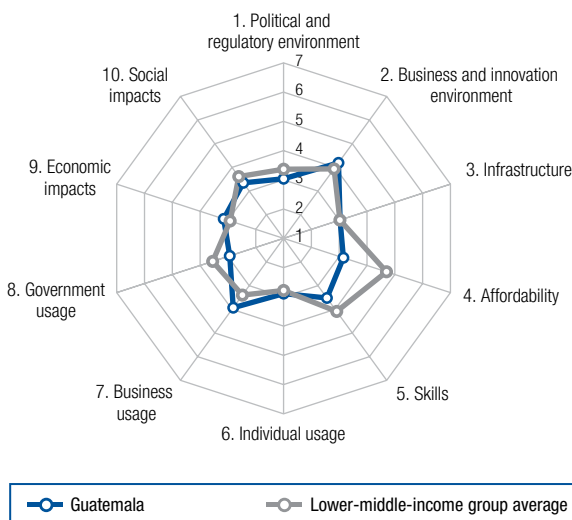 1. Political and
regulatory environment
2. Business and innovation
environment
3. Infrastructure
4. Affordability
5. Skills
6. Individual usage
7. Business
usage
8. Government
usage
9. Economic
impacts
10. Social
impacts
7
6
5
4
3
2
1
Guatemala
Lower-middle-income group average